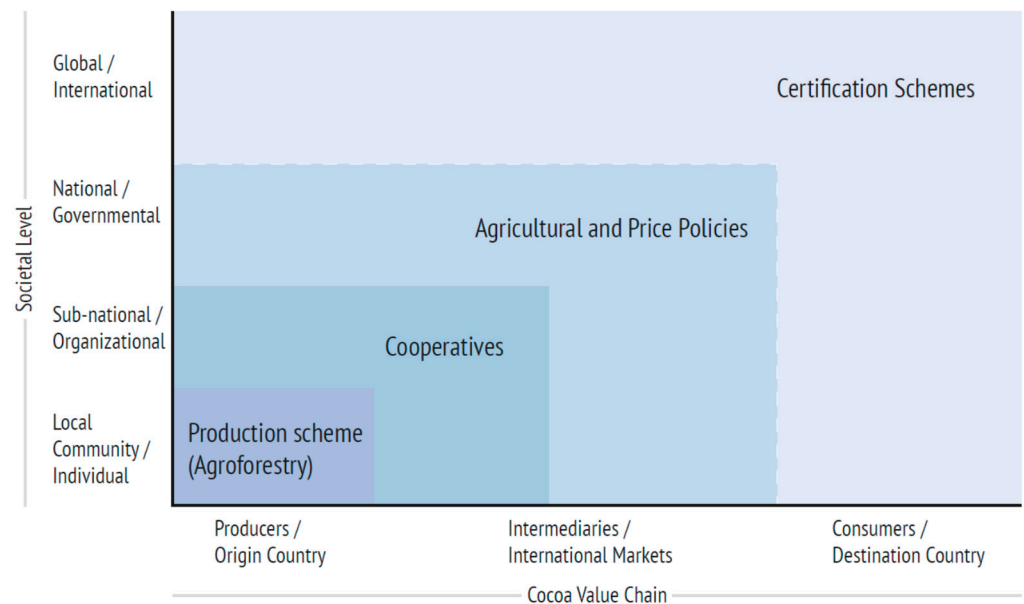 Societal Level
Global /
International
Certification Schemes
National /
Governmental
Agricultural and Price Policies
Sub-national /
Organizational
Cooperatives
Local
Community /
Individual
Production scheme
(Agroforestry)
Producers /
Origin Country
Intermediaries /
International Markets
Consumers /
Destination Country
Cocoa Value Chain